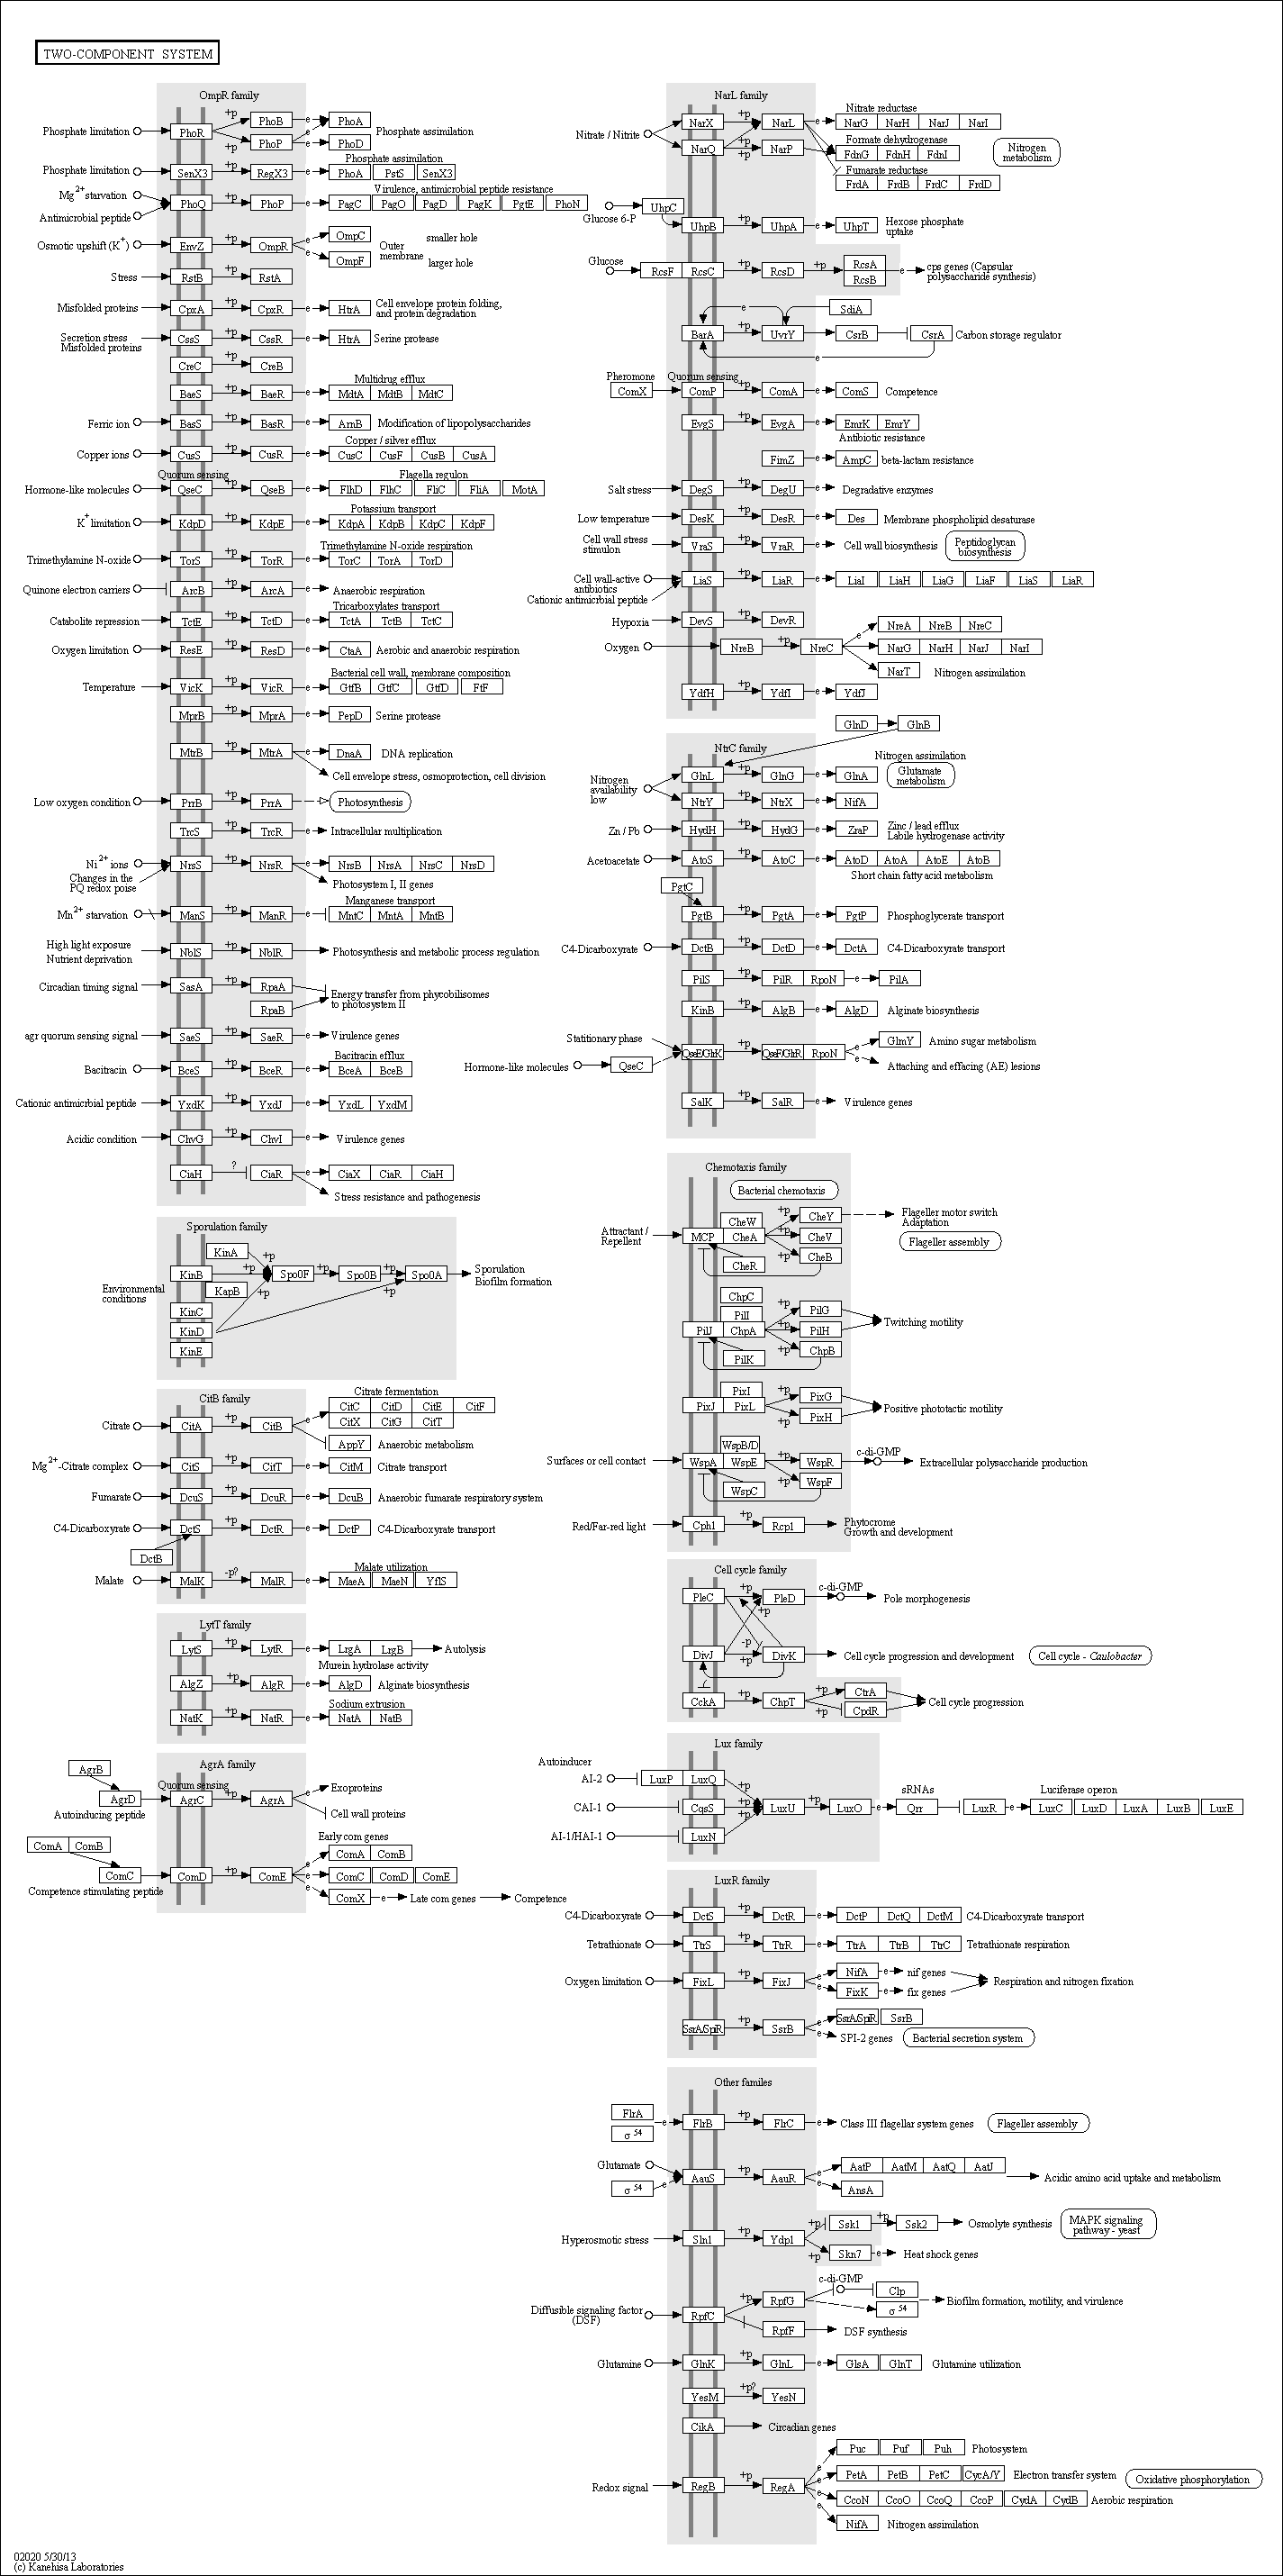 TWO-COMPONENT SYSTEM
OmpR family
Phosphate limitation PhoR +p +p PhoB PhoP e e PhoA PhoD Phosphate assimilation
Phosphate assimilation
Phosphate limitation SenX3 +p RegX3 e PhoA PstS SenX3
Mg2+ starvation
Virulence, antimicrobial peptide resistance
Antimicrobial peptide PhoQ +p PhoP e PagC PagO PagD PagK PgtE PhoN
Osmotic upshift (K+) EnvZ +p OmpR e e OmpC OmpF Outer membrane smaller hole larger hole
Stress RstB +p RstA
Misfolded proteins CpxA +p CpxR e HtrA Cell envelope protein folding, and protein degradation
Secretion stress
Misfolded proteins CssS +p CssR e HtrA Serine protease
CreC +p CreB
Multidrug efflux
BaeS +p BaeR e MdtA MdtB MdtC
Ferric ion BasS +p BasR e ArnB Modification of lipopolysaccharides
Copper / silver efflux
Copper ions CusS +p CusR e CusC CusF CusB CusA
Quorum sensing Flagella regulon
Hormone-like molecules QseC +p QseB e FlhD FlhC FliC FliA MotA
Potassium transport
K+ limitation KdpD +p KdpE e KdpA KdpB KdpC KdpF
Trimethylamine N-oxide respiration
Trimethylamine N-oxide TorS +p TorR e TorC TorA TorD
Quinone electron carriers ArcB +p ArcA e Anaerobic respiration
Tricarboxylates transport
Catabolite repression TctE +p TctD e TctA TctB TctC
Oxygen limitation ResE +p ResD e CtaA Aerobic and anaerobic respiration
Bacterial cell wall, membrane composition
Temperature VicK +p VicR e GtfB GtfC GtfD FtF
MprB +p MprA e PepD Serine protease
MtrB +p MtrA e DnaA DNA replication
Cell envelope stress, osmoprotection, cell division
Low oxygen condition PrrB +p PrrA Photosynthesis
TrcS +p TrcR e Intracellular multiplication
Ni2+ ions NrsS +p NrsR e NrsB NrsA NrsC NrsD
Changes in the
PQ redox poise
Photosystem I, II genes
Manganese transport
Mn2+ starvation ManS +p ManR e MntC MntA MntB
High light exposure
Nutrient deprivation NblS +p NblR Photosynthesis and metabolic process regulation
Circadian timing signal SasA +p RpaA
RpaB Energy transfer from phycobilisomes
to photosystem II
agr quorum sensing signal SaeS +p SaeR e Virulence genes
Bacitracin efflux
Bacitracin BceS +p BceR e BceA BceB
Cationic antimicrbial peptide YxdK +p YxdJ e YxdL YxdM
Acidic condition ChvG +p ChvI e Virulence genes
CiaH ? CiaR e CiaX CiaR CiaH
Stress resistance and pathogenesis
Sporulation family
KinA +p
KinB +p Spo0F +p Spo0B +p Spo0A Sporulation
Biofilm formation
Environmental
conditions
KapB +p +p
KinC
KinD
KinE
CitB family
Citrate fermentation
CitC CitD CitE CitF
Citrate CitA +p CitB e CitX CitG CitT
AppY Anaerobic metabolism
Mg2+-Citrate complex CitS +p CitT e CitM Citrate transport
Fumarate DcuS +p DcuR e DcuB Anaerobic fumarate respiratory system
C4-Dicarboxyrate DctS +p DctR e DctP C4-Dicarboxyrate transport
DctB
Malate utilization
Malate MalK -p? MalR e MaeA MaeN YflS
LytT family
LytS +p LytR e LrgA LrgB Autolysis
Murein hydrolase activity
AlgZ +p AlgR e AlgD Alginate biosynthesis
Sodium extrusion
NatK +p NatR e NatA NatB
AgrA family
AgrB
Quorum sensing
AgrD AgrC +p AgrA Exoproteins
Cell wall proteins
Autoinducing peptide
Early com genes
ComA ComB e ComA ComB
ComC ComD +p ComE e ComC ComD ComE
Competence stimulating peptide
e ComX e Late com genes Competence
NarL family
Nitrate reductase
Nitrate / Nitrite NarX +p NarL e NarG NarH NarJ NarI
Formate dehydrogenase
NarQ +p +p NarP FdnG FdnH FdnI Nitrogen metabolism
Fumarate reductase
FrdA FrdB FrdC FrdD
UhpC
Glucose 6-P UhpB +p UhpA e UhpT Hexose phosphate
uptake
Glucose RcsF RcsC +p RcsD +p RcsA RcsB e cps genes (Capsular
polysaccharide synthesis)
e SdiA
BarA +p UvrY CsrB CsrA Carbon storage regulator
e
Pheromone Quorum sensing
ComX ComP +p ComA e ComS Competence
EvgS +p EvgA e EmrK EmrY
Antibiotic resistance
FimZ e AmpC beta-lactam resistance
Salt stress DegS +p DegU e Degradative enzymes
Low temperature DesK +p DesR e Des Membrane phospholipid desaturase
Cell wall stress
stimulon VraS +p VraR e Cell wall biosynthesis Peptidoglycan biosynthesis
Cell wall-active
antibiotics LiaS +p LiaR e LiaI LiaH LiaG LiaF LiaS LiaR
Cationic antimicrbial peptide
Hypoxia DevS +p DevR
NreA NreB NreC
Oxygen NreB +p NreC e NarG NarH NarJ NarI
NarT Nitrogen assimilation
YdfH +p YdfI e YdfJ
GlnD GlnB
NtrC family
Nitrogen assimilation
Nitrogen
availability
low
GlnL +p GlnG e GlnA Glutamate metabolism
NtrY +p NtrX e NifA
Zn / Pb HydH +p HydG e ZraP Zinc / lead efflux
Labile hydrogenase activity
Acetoacetate AtoS +p AtoC e AtoD AtoA AtoE AtoB
Short chain fatty acid metabolism
PgtC
PgtB +p PgtA e PgtP Phosphoglycerate transport
C4-Dicarboxyrate DctB +p DctD e DctA C4-Dicarboxyrate transport
PilS +p PilR RpoN e PilA
KinB +p AlgB e AlgD Alginate biosynthesis
Statitionary phase
QseE/GlrK +p QseF/GlrR RpoN e GlmY Amino sugar metabolism
Hormone-like molecules QseC e Attaching and effacing (AE) lesions
SalK +p SalR e Virulence genes
Chemotaxis family
Bacterial chemotaxis
CheW +p CheY Flageller motor switch
Adaptation
Attractant /
Repellent
MCP CheA +p CheV Flageller assembly
CheR +p CheB
ChpC
PilI +p PilG
PilJ ChpA +p PilH Twitching motility
PilK +p ChpB
PixI +p PixG
PixJ PixL +p PixH Positive phototactic motility
WspB/D c-di-GMP
Surfaces or cell contact WspA WspE +p WspR Extracellular polysaccharide production
WspC +p WspF
Red/Far-red light Cph1 +p Rcp1 Phytocrome
Growth and development
Cell cycle family
PleC +p PleD c-di-GMP Pole morphogenesis
+p
-p
DivJ +p DivK Cell cycle progression and development Cell cycle - Caulobacter
CckA +p ChpT +p +p CtrA CpdR Cell cycle progression
Lux family
Autoinducer
AI-2 LuxP LuxQ +p sRNAs Luciferase operon
CAI-1 CqsS +p LuxU +p LuxO e Qrr LuxR e LuxC LuxD LuxA LuxB LuxE
AI-1/HAI-1 LuxN +p
LuxR family
C4-Dicarboxyrate DctS +p DctR e DctP DctQ DctM C4-Dicarboxyrate transport
Tetrathionate TtrS +p TtrR e TtrA TtrB TtrC Tetrathionate respiration
Oxygen limitation FixL +p FixJ e NifA e nif genes
e FixK e fix genes Respiration and nitrogen fixation
SsrA/SpiR +p SsrB e SsrA/SpiR SsrB
e SPI-2 genes Bacterial secretion system
Other familes
FlrA
σ54 e FlrB +p FlrC e Class III flagellar system genes Flageller assembly
Glutamate AauS +p AauR e AatP AatM AatQ AatJ
σ54 e e AnsA Acidic amino acid uptake and metabolism
Hyperosmotic stress Sln1 +p Ydp1 +p Ssk1 +p Ssk2 Osmolyte synthesis MAPK signaling pathway - yeast
+p Skn7 e Heat shock genes
c-di-GMP
Diffusible signaling factor
(DSF) RpfC +p RpfG Clp
σ54 Biofilm formation, motility, and virulence
RpfF DSF synthesis
Glutamine GlnK +p GlnL e GlsA GlnT Glutamine utilization
YesM +p? YesN
CikA Circadian genes
Puc Puf Puh Photosystem
Redox signal RegB +p RegA e PetA PetB PetC CycA/Y Electron transfer system Oxidative phosphorylation
e CcoN CcoO CcoQ CcoP CydA CydB Aerobic respiration
e NifA Nitrogen assimilation
02020 5/30/13
(c) Kanehisa Laboratories